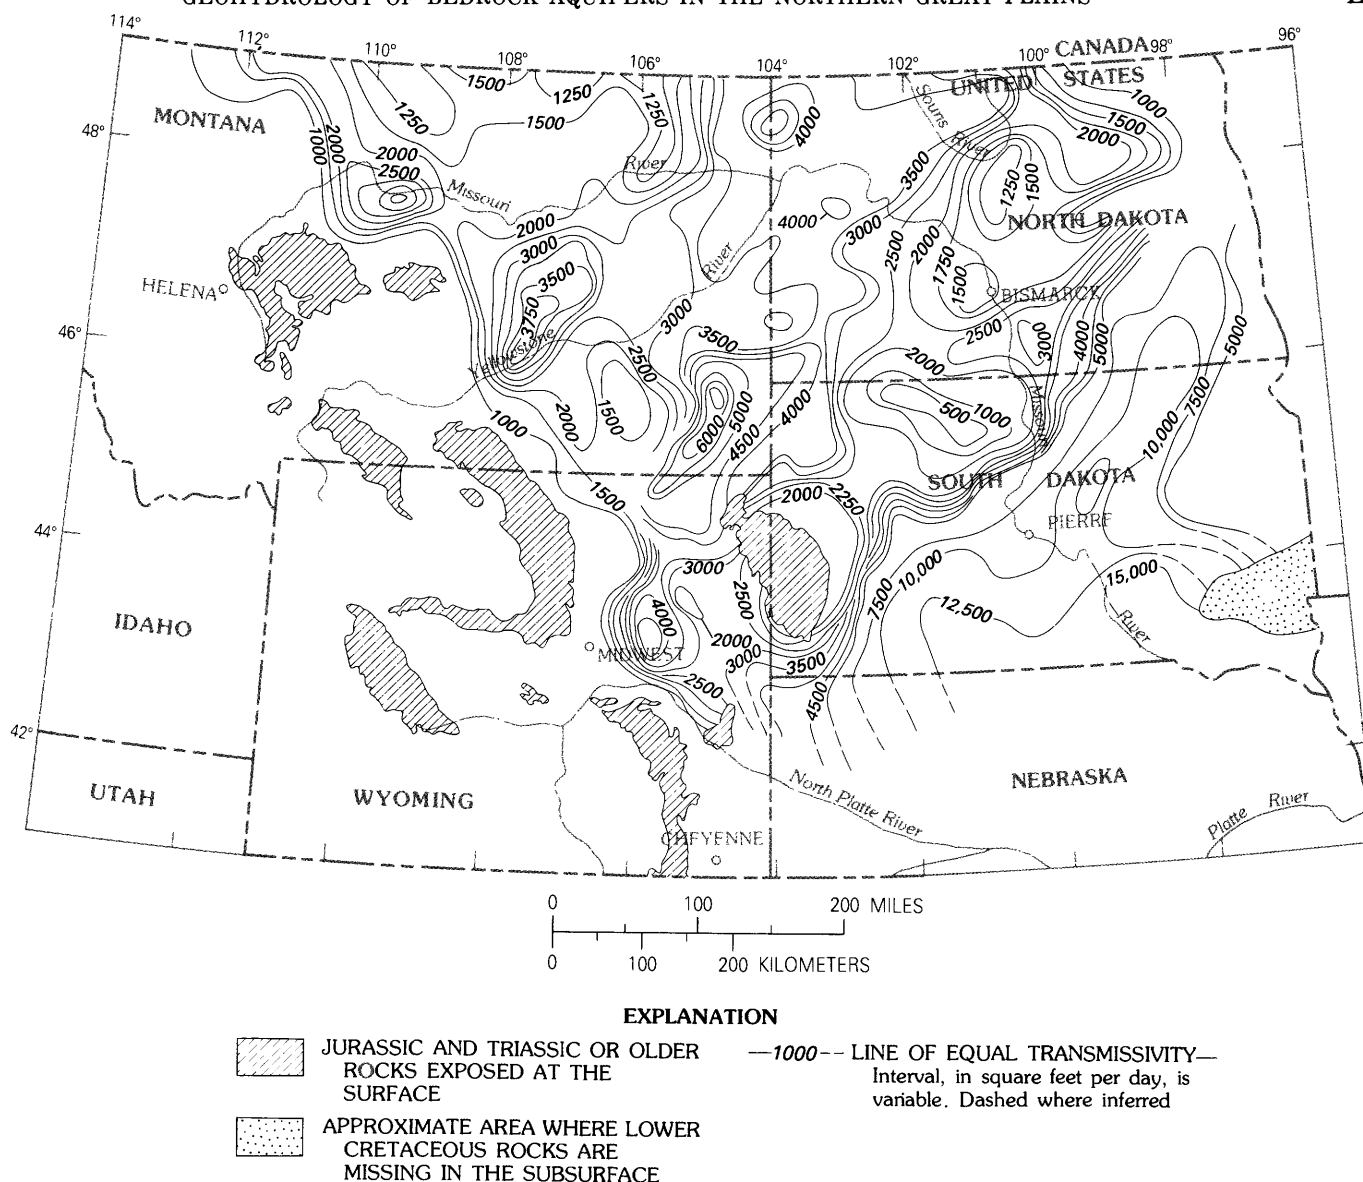 GEOHYDROLOGY OF BEDROCK AQUIFERS IN THE NORTHERN GREAT PLAINS
114°
112°
110°
108°
106°
104°
102°
100°
98°
96°
CANADA
UNITED STATES
48°
46°
44°
42°
MONTANA
1000
2000
1250
1500
1250
1500
1250
2000
2500
Missouri
River
4000
Souris
River
1000
1500
2000
3500
1250
1500
NORTH DAKOTA
HELENA
2000
3000
3500
3750
Yellowstone
River
3000
4000
3000
2500
2000
1750
1500
BISMARCK
2500
3000
4000
5000
5000
3500
2500
1500
2000
1000
6000
5000
4500
4000
2000
500
1000
Missouri
7500
10,000
SOUTH DAKOTA
PIERRE
1500
2000
2250
3000
2500
4000
2000
3000
2500
3500
4500
7500
10,000
12,500
15,000
River
IDAHO
MIDWEST
UTAH
WYOMING
CHEYENNE
North Platte River
NEBRASKA
Platte River
0 100 200 MILES
0 100 200 KILOMETERS
EXPLANATION
JURASSIC AND TRIASSIC OR OLDER
ROCKS EXPOSED AT THE
SURFACE
APPROXIMATE AREA WHERE LOWER
CRETACEOUS ROCKS ARE
MISSING IN THE SUBSURFACE
—1000-- LINE OF EQUAL TRANSMISSIVITY—
Interval, in square feet per day, is
variable. Dashed where inferred